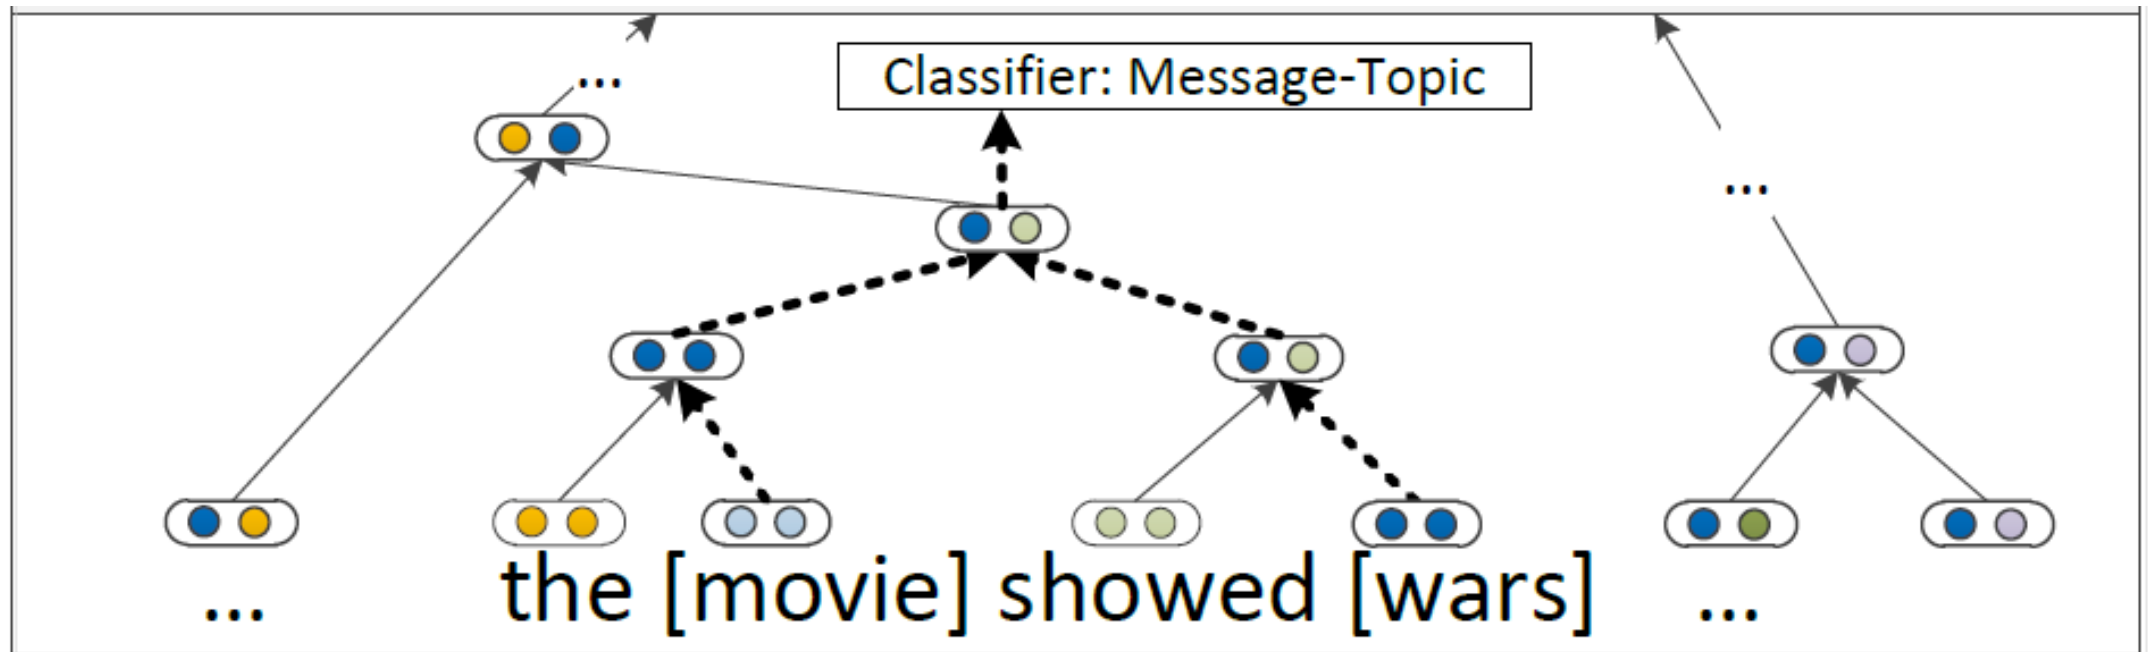 ...
Classifier: Message-Topic
...
... the [movie] showed [wars] ...